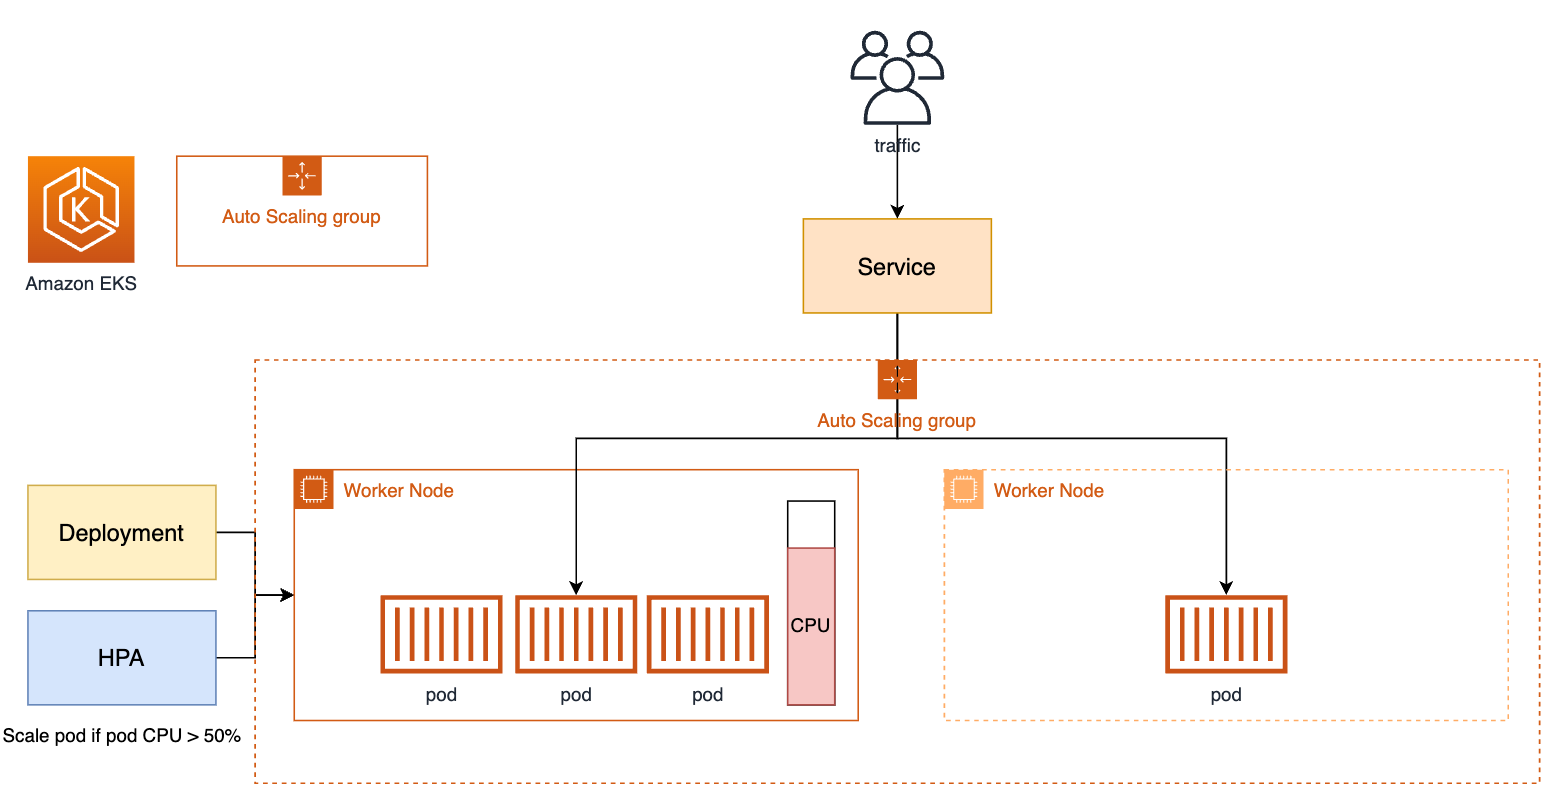 traffic
Auto Scaling group
Amazon EKS
Service
Auto Scaling group
Worker Node
Worker Node
Deployment
HPA
Scale pod if pod CPU > 50%
CPU
pod
pod
pod
pod